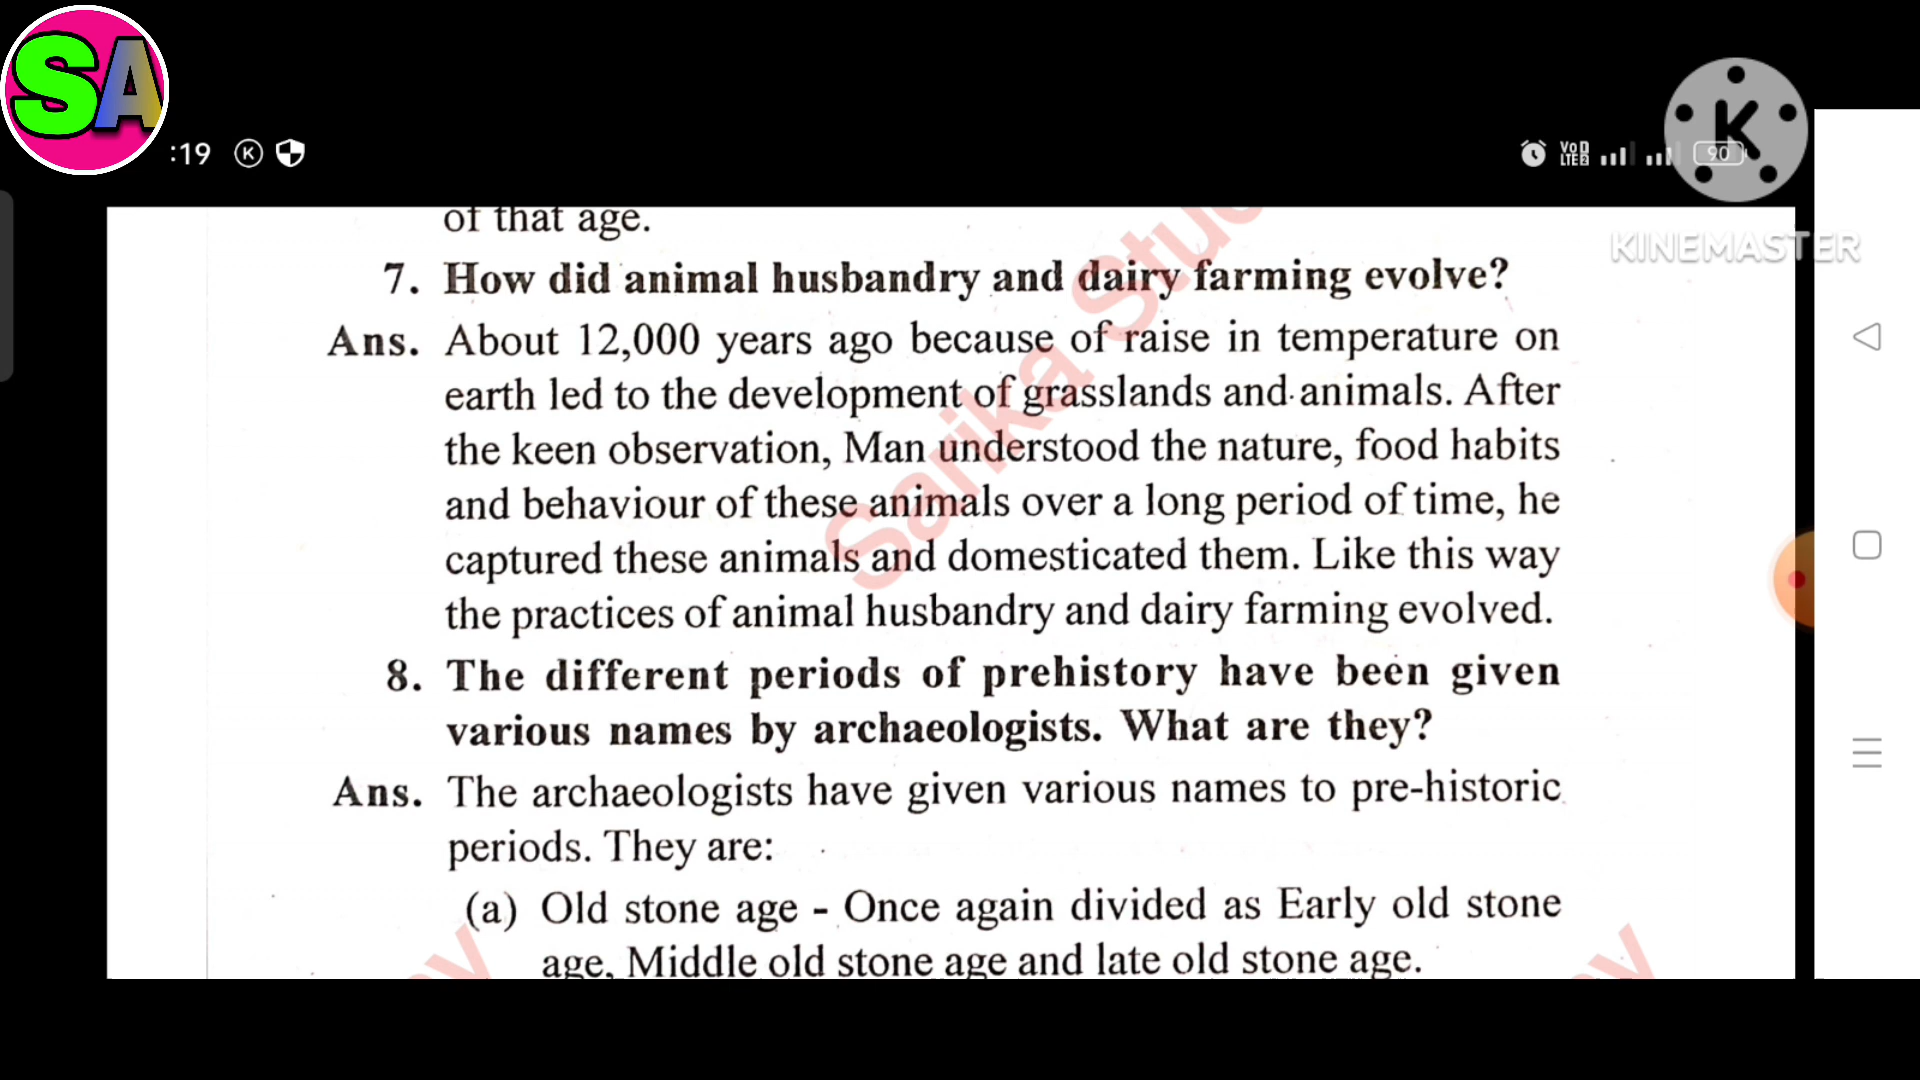 SA
:19
VoD
LTE2
90
K
KINEMASTER
of that age.
7. How did animal husbandry and dairy farming evolve?
Ans. About 12,000 years ago because of raise in temperature on
earth led to the development of grasslands and animals. After
the keen observation, Man understood the nature, food habits
and behaviour of these animals over a long period of time, he
captured these animals and domesticated them. Like this way
the practices of animal husbandry and dairy farming evolved.
8. The different periods of prehistory have been given
various names by archaeologists. What are they?
Ans. The archaeologists have given various names to pre-historic
periods. They are:
(a) Old stone age - Once again divided as Early old stone
age, Middle old stone age and late old stone age.
Sarika Stud